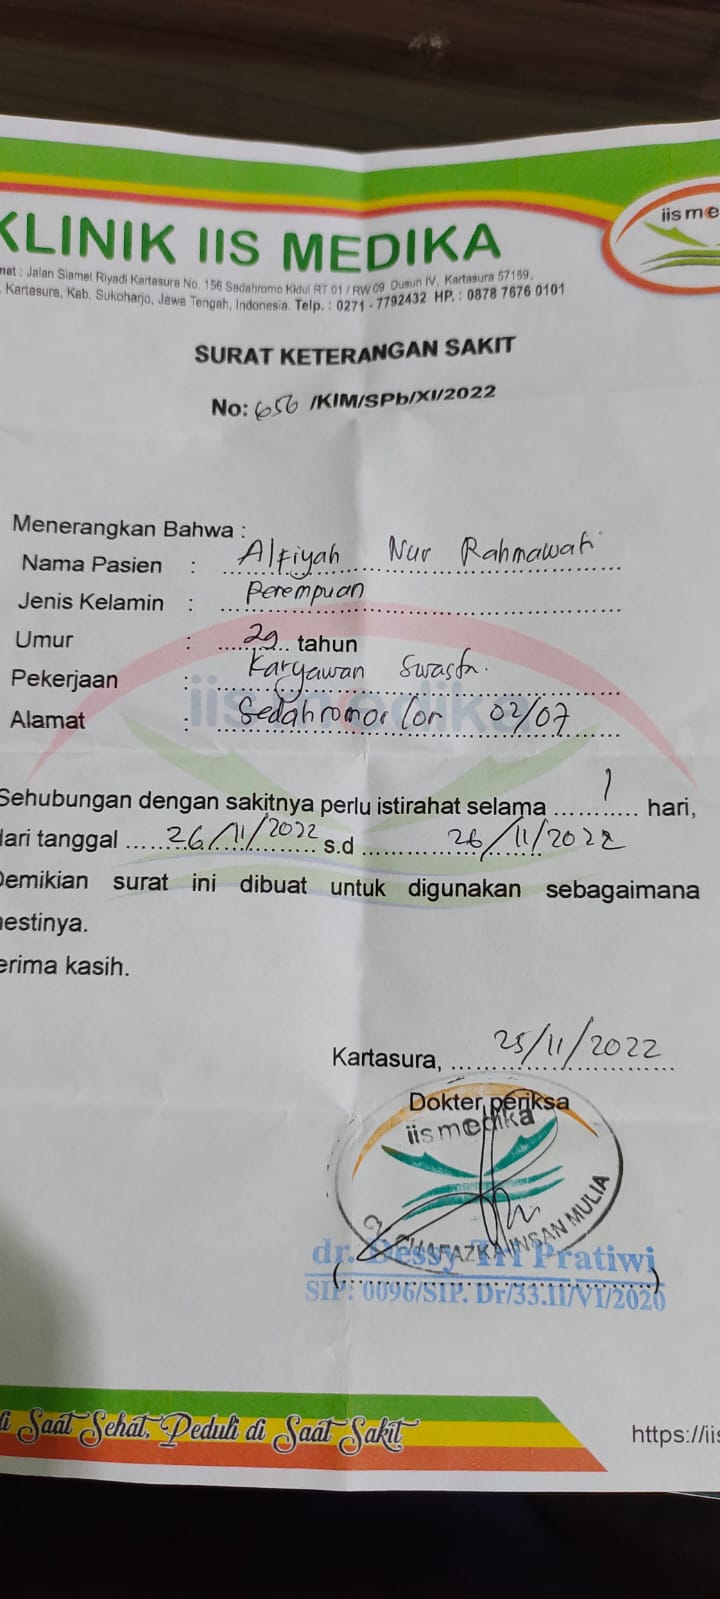 KLINIK IIS MEDIKA
iis me
mat : Jalan Slamet Riyadi Kartasura No. 156 Sedahromo Kidul RT 01 / RW 09 Dusun IV, Kartasura 57169,
. Kartasura, Kab. Sukoharjo, Jawa Tengah, Indonesia. Telp. : 0271 - 7792432 HP. : 0878 7676 0101
SURAT KETERANGAN SAKIT
No: 656 /KIM/SPb/XI/2022
Menerangkan Bahwa :
Nama Pasien : Alfiyah Nur Rahmawati
Jenis Kelamin : Perempuan
Umur : 29 tahun
Pekerjaan : Karyawan Swasta.
iis medika
Alamat : Sedahromo Lor 02/07
Sehubungan dengan sakitnya perlu istirahat selama 1 hari,
dari tanggal 26/11/2022 s.d 26/11/2022
Demikian surat ini dibuat untuk digunakan sebagaimana
mestinya.
erima kasih.
Kartasura, 25/11/2022
Dokter periksa
iis medika
INSAN MULIA
dr. Dessy Tri Pratiwi
SIP: 0096/SIP. Dr/33.11/VI/2020
di Saat Sehat, Peduli di Saat Sakit
https://iis